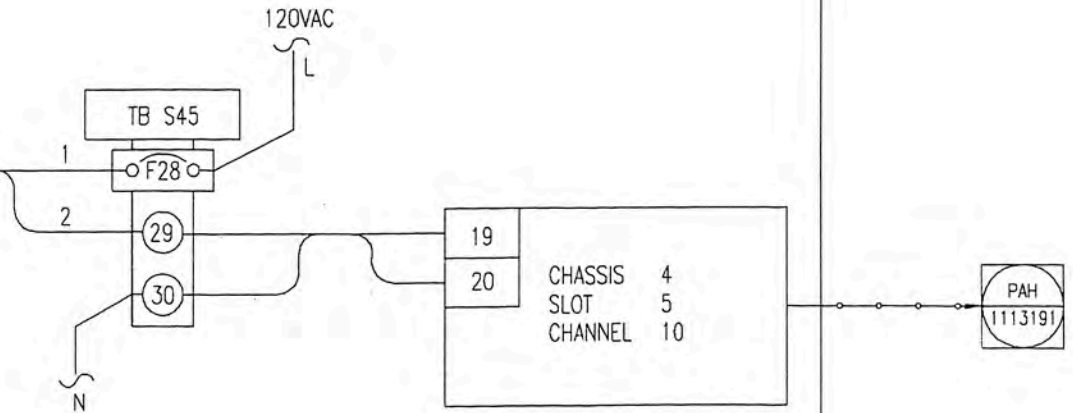 120VAC
L
TB S45
1
F28
2
29
30
N
19
20
CHASSIS 4
SLOT 5
CHANNEL 10
PAH
1113191